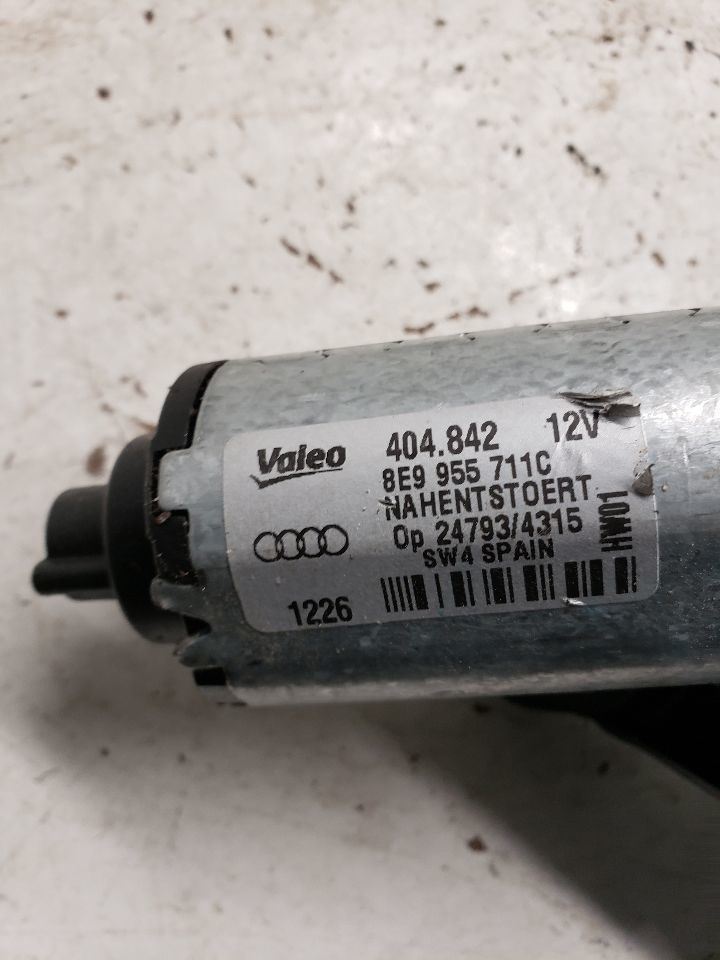 Valeo
404.842 12V
8E9 955 711C
NAHENTSTOERT
Op 24793/4315
SW4 SPAIN
HW01
1226